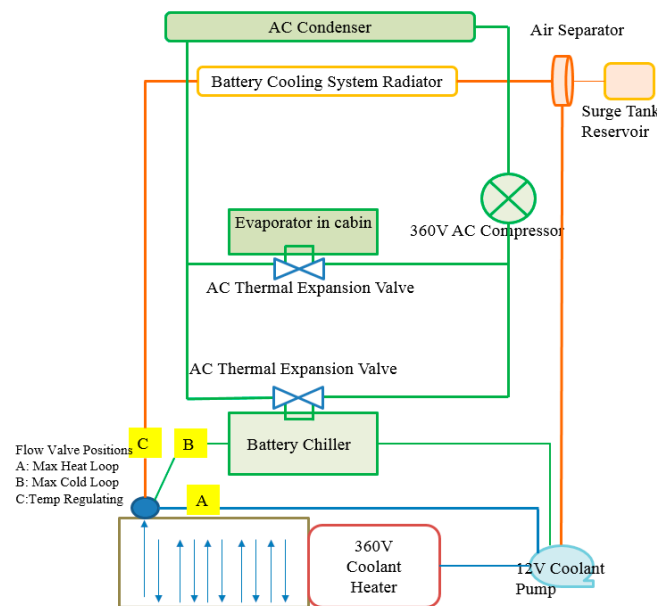 AC Condenser
Air Separator
Battery Cooling System Radiator
Surge Tank
Reservoir
Evaporator in cabin
360V AC Compressor
AC Thermal Expansion Valve
AC Thermal Expansion Valve
Flow Valve Positions
A: Max Heat Loop
B: Max Cold Loop
C:Temp Regulating
C
B
Battery Chiller
A
360V
Coolant
Heater
12V Coolant
Pump